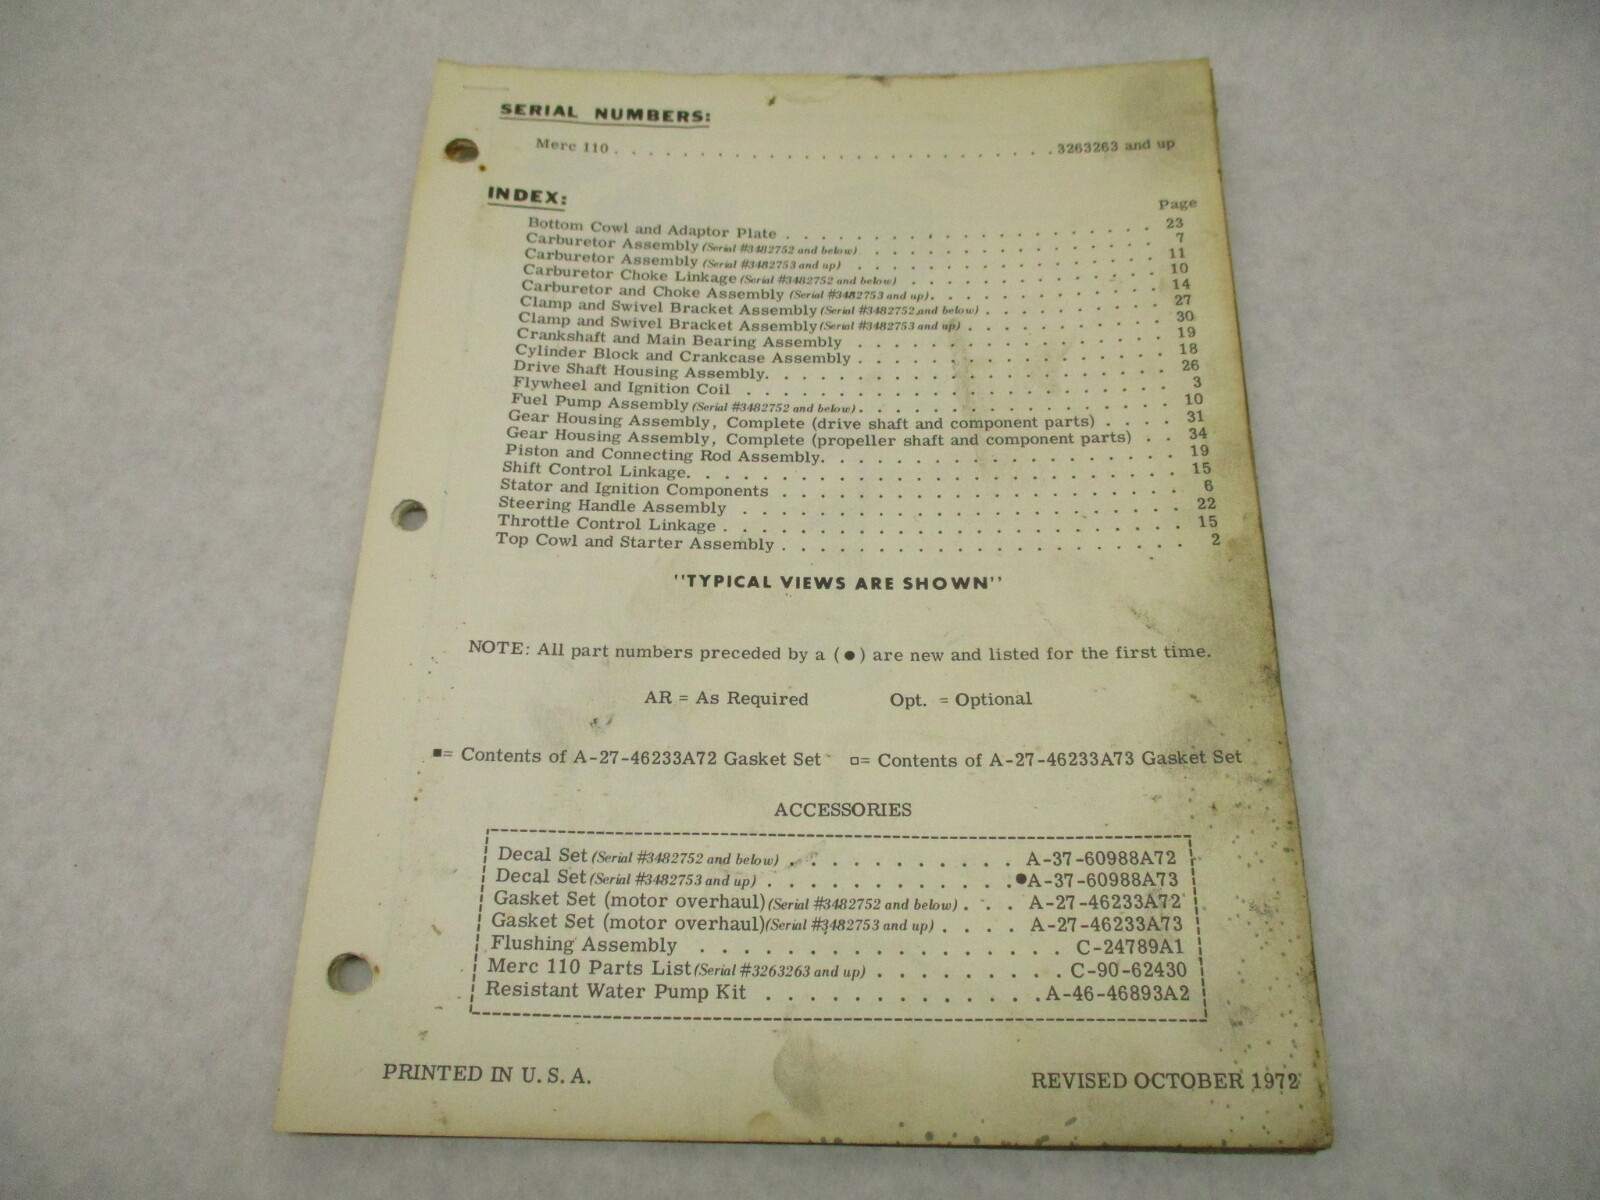 SERIAL NUMBERS:
Merc 110 . . . . . . . . . . . . . . . . . . . . . . . . . . 3263263 and up
INDEX:
Page
Bottom Cowl and Adaptor Plate . . . . . . . . . . . . . . . . . . 23
Carburetor Assembly (Serial #3482752 and below) . . . . . . . . . . . . . . 7
Carburetor Assembly (Serial #3482753 and up) . . . . . . . . . . . . . . . 11
Carburetor Choke Linkage (Serial #3482752 and below) . . . . . . . . . . . . 10
Carburetor and Choke Assembly (Serial #3482753 and up). . . . . . . . . . . 14
Clamp and Swivel Bracket Assembly (Serial #3482752 and below) . . . . . . . . 27
Clamp and Swivel Bracket Assembly (Serial #3482753 and up) . . . . . . . . . 30
Crankshaft and Main Bearing Assembly . . . . . . . . . . . . . . . 19
Cylinder Block and Crankcase Assembly . . . . . . . . . . . . . . . 18
Drive Shaft Housing Assembly. . . . . . . . . . . . . . . . . . . 26
Flywheel and Ignition Coil . . . . . . . . . . . . . . . . . . . . 3
Fuel Pump Assembly (Serial #3482752 and below). . . . . . . . . . . . . . . 10
Gear Housing Assembly, Complete (drive shaft and component parts) . . . . 31
Gear Housing Assembly, Complete (propeller shaft and component parts) . . 34
Piston and Connecting Rod Assembly. . . . . . . . . . . . . . . . . 19
Shift Control Linkage. . . . . . . . . . . . . . . . . . . . . . 15
Stator and Ignition Components . . . . . . . . . . . . . . . . . . . 6
Steering Handle Assembly . . . . . . . . . . . . . . . . . . . . 22
Throttle Control Linkage . . . . . . . . . . . . . . . . . . . . . 15
Top Cowl and Starter Assembly . . . . . . . . . . . . . . . . . . . 2
"TYPICAL VIEWS ARE SHOWN"
NOTE: All part numbers preceded by a (●) are new and listed for the first time.
AR = As Required Opt. = Optional
■= Contents of A-27-46233A72 Gasket Set □= Contents of A-27-46233A73 Gasket Set
ACCESSORIES
Decal Set (Serial #3482752 and below) . . . . . . . . . . . . A-37-60988A72
Decal Set (Serial #3482753 and up) . . . . . . . . . . . . . ●A-37-60988A73
Gasket Set (motor overhaul) (Serial #3482752 and below) . . . A-27-46233A72
Gasket Set (motor overhaul) (Serial #3482753 and up) . . . . A-27-46233A73
Flushing Assembly . . . . . . . . . . . . . . . . C-24789A1
Merc 110 Parts List (Serial #3263263 and up) . . . . . . . . . C-90-62430
Resistant Water Pump Kit . . . . . . . . . . . . . A-46-46893A2
PRINTED IN U. S. A. REVISED OCTOBER 1972